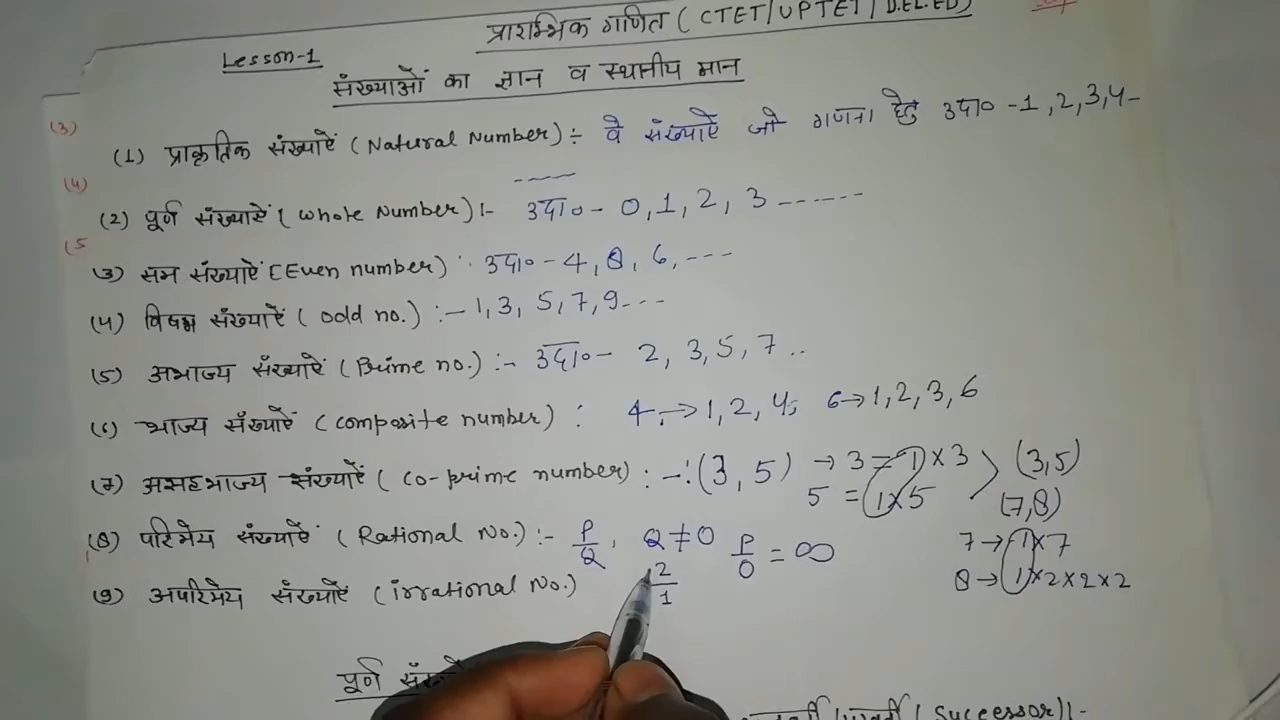 प्रारम्भिक गणित (CTET/UPTET/D.EL.ED)
Lesson-1
संख्याओं का ज्ञान व स्थानीय मान
(3)
(1) प्राकृतिक संख्याऐं (Natural Number) :- वे संख्याऐं जो गणना हेतु उदा० - 1, 2, 3, 4 -
(4)
(2) पूर्ण संख्याऐं (Whole Number) :- उदा० - 0, 1, 2, 3 ------
(5
(3) सम संख्याऐं (Even number) : उदा० - 4, 8, 6, ---
(4) विषम संख्याऐं (odd no.) :- 1, 3, 5, 7, 9 ---
(5) अभाज्य संख्याऐं (Prime no.) :- उदा० - 2, 3, 5, 7 ..
(6) भाज्य संख्याऐं (composite number) : 4 → 1, 2, 4, 6 → 1, 2, 3, 6
(7) असहभाज्य संख्याऐं (co-prime number) : - : (3, 5) → 3 = 1 × 3 (3,5)
5 = 1 × 5 (7,8)
(8) परिमेय संख्याऐं (Rational No.) :- P/Q, Q ≠ 0 P/0 = ∞ 7 → 1 × 7
(9) अपरिमेय संख्याऐं (irrational No.) 2/1 8 → 1 × 2 × 2 × 2
पूर्ण
(Successor) :-